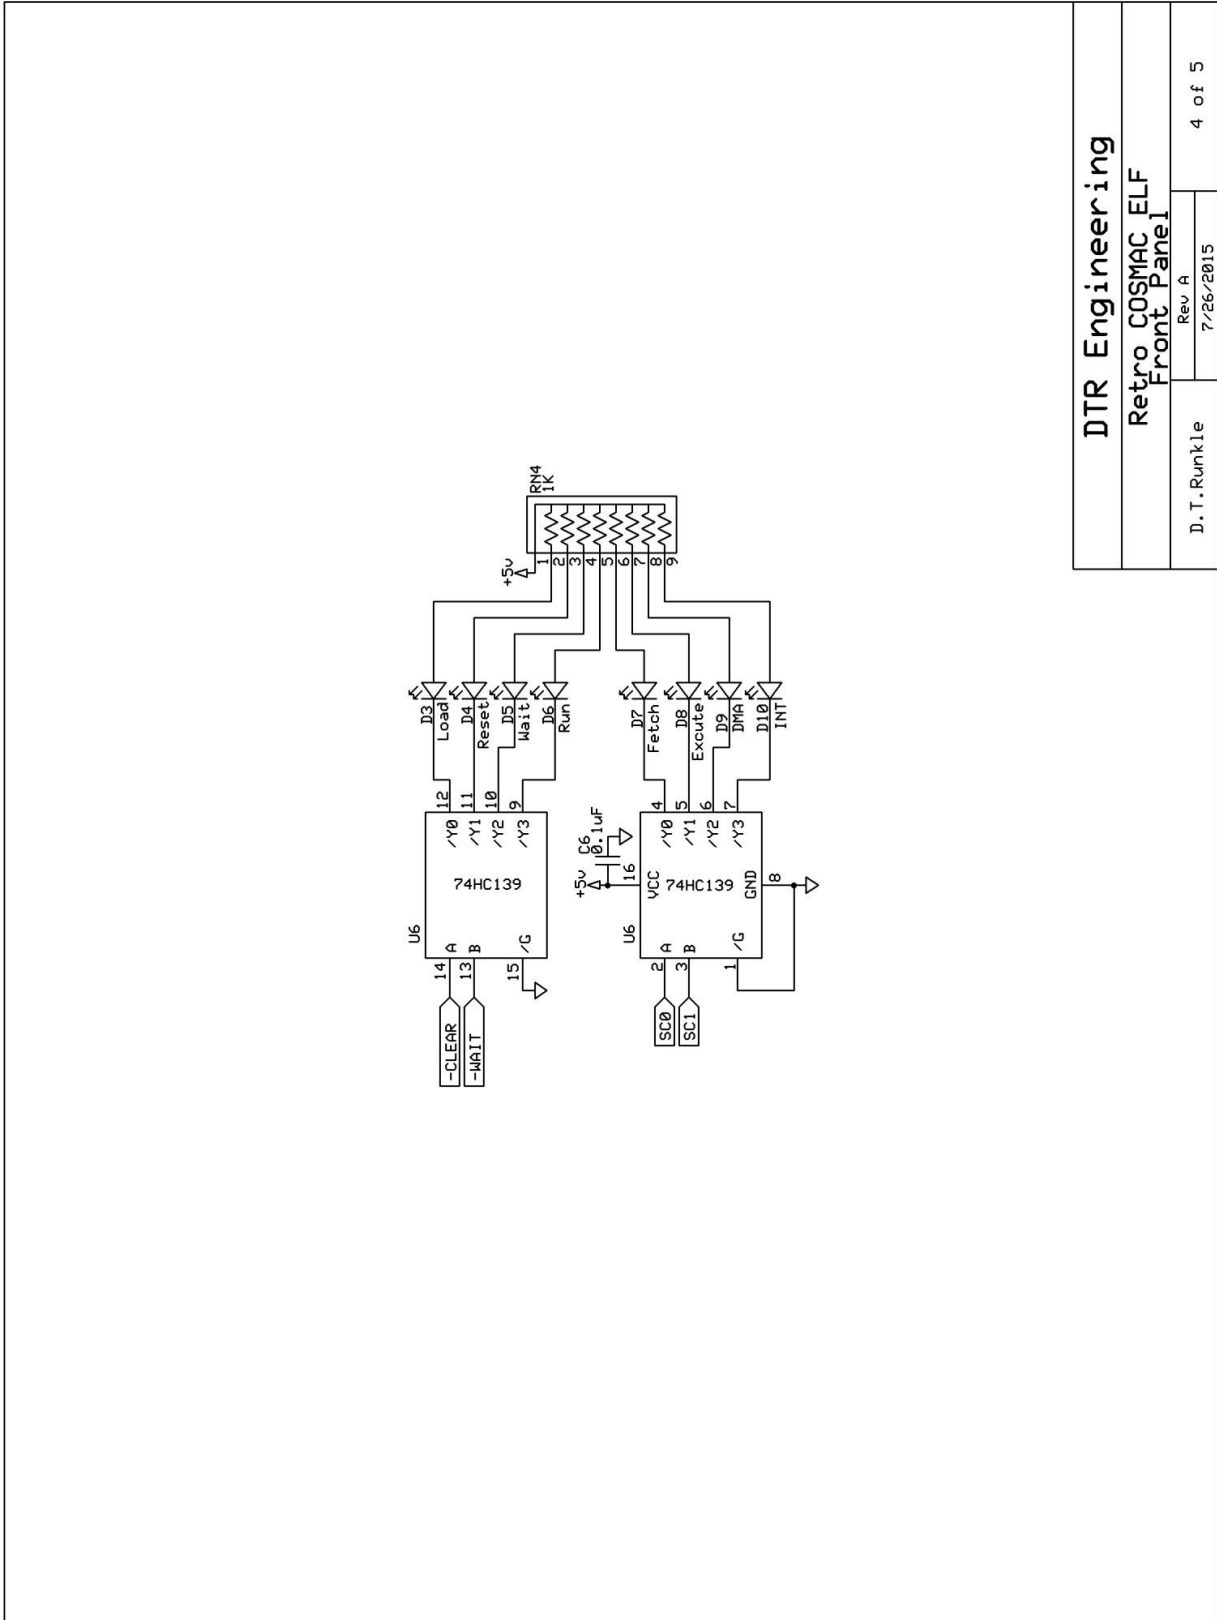 -CLEAR
-WAIT
14
13
15
U6
A
B
/G
74HC139
/Y0
/Y1
/Y2
/Y3
12
11
10
9
D3
Load
D4
Reset
D5
Wait
D6
Run
+5v
RN4
1K
1
2
3
4
5
6
7
8
9
SC0
SC1
2
3
1
U6
A
B
/G
VCC
74HC139
GND
16
8
+5v
C6
0.1uF
/Y0
/Y1
/Y2
/Y3
4
5
6
7
D7
Fetch
D8
Excute
D9
DMA
D10
INT
DTR Engineering
Retro COSMAC ELF
Front Panel
D.T.Runkle
Rev A
7/26/2015
4 of 5